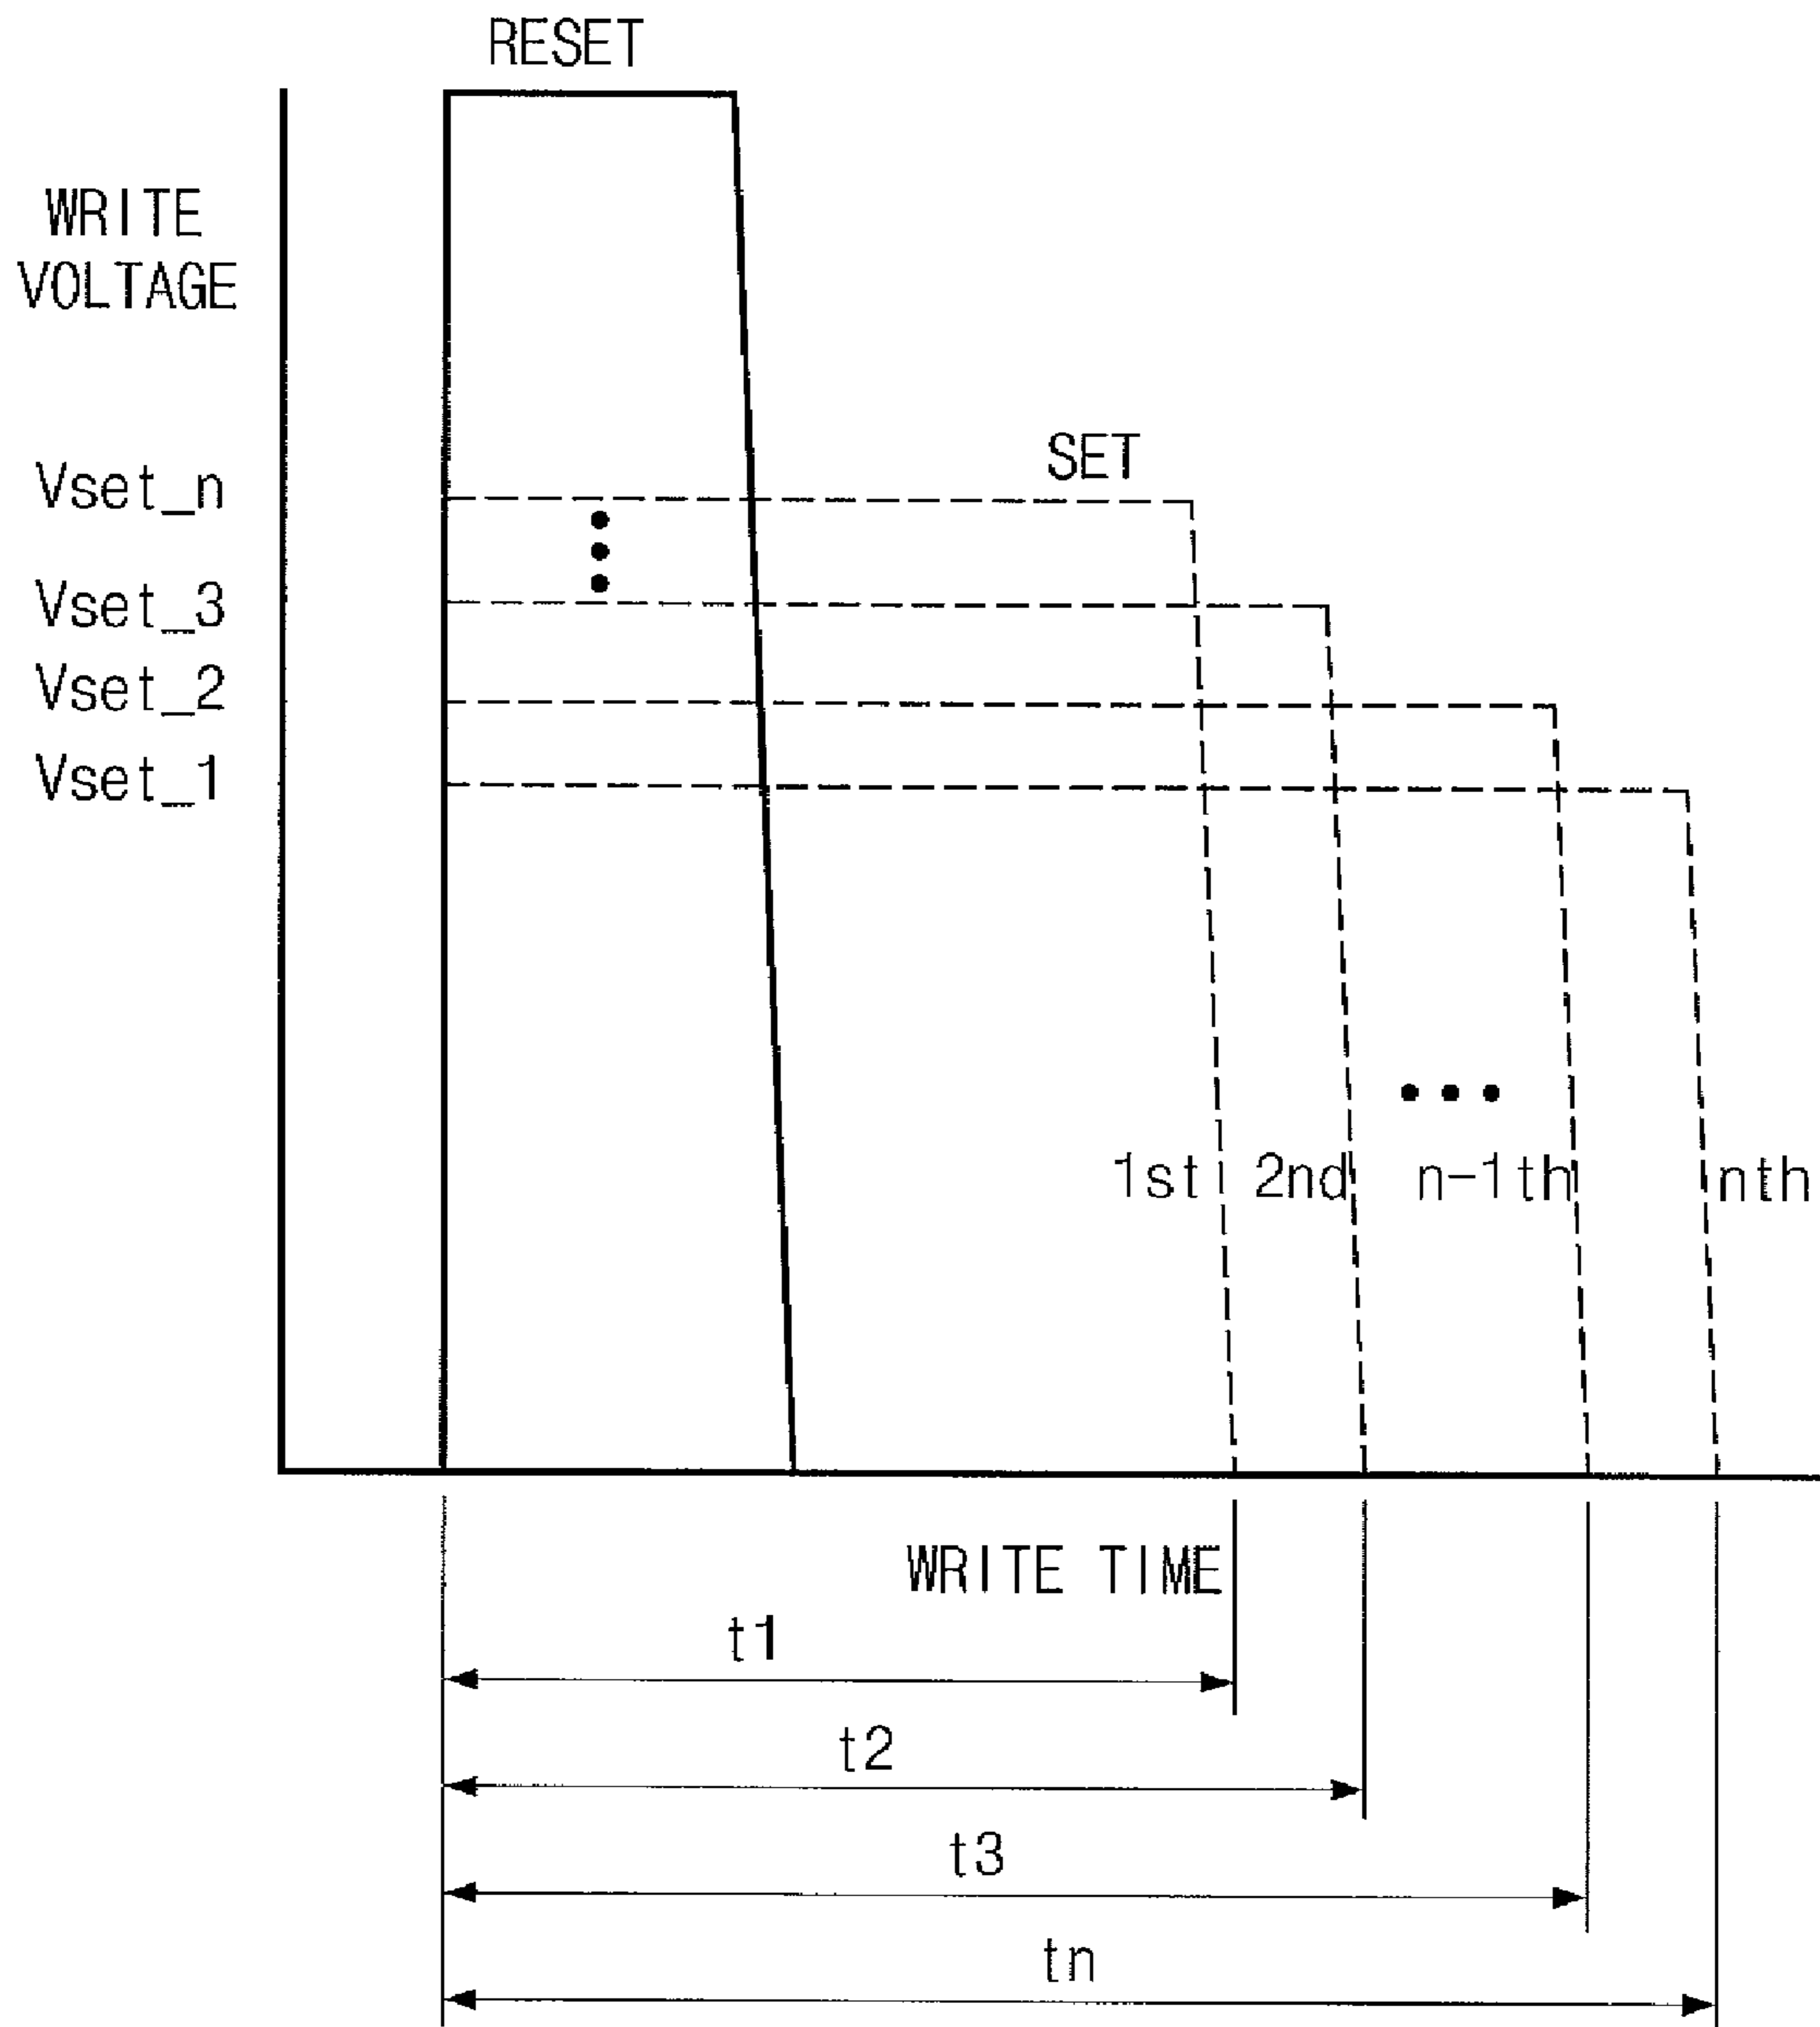 RESET
WRITE
VOLTAGE
SET
Vset_n
Vset_3
Vset_2
Vset_1
1st 2nd n-1th nth
WRITE TIME
t1
t2
t3
tn